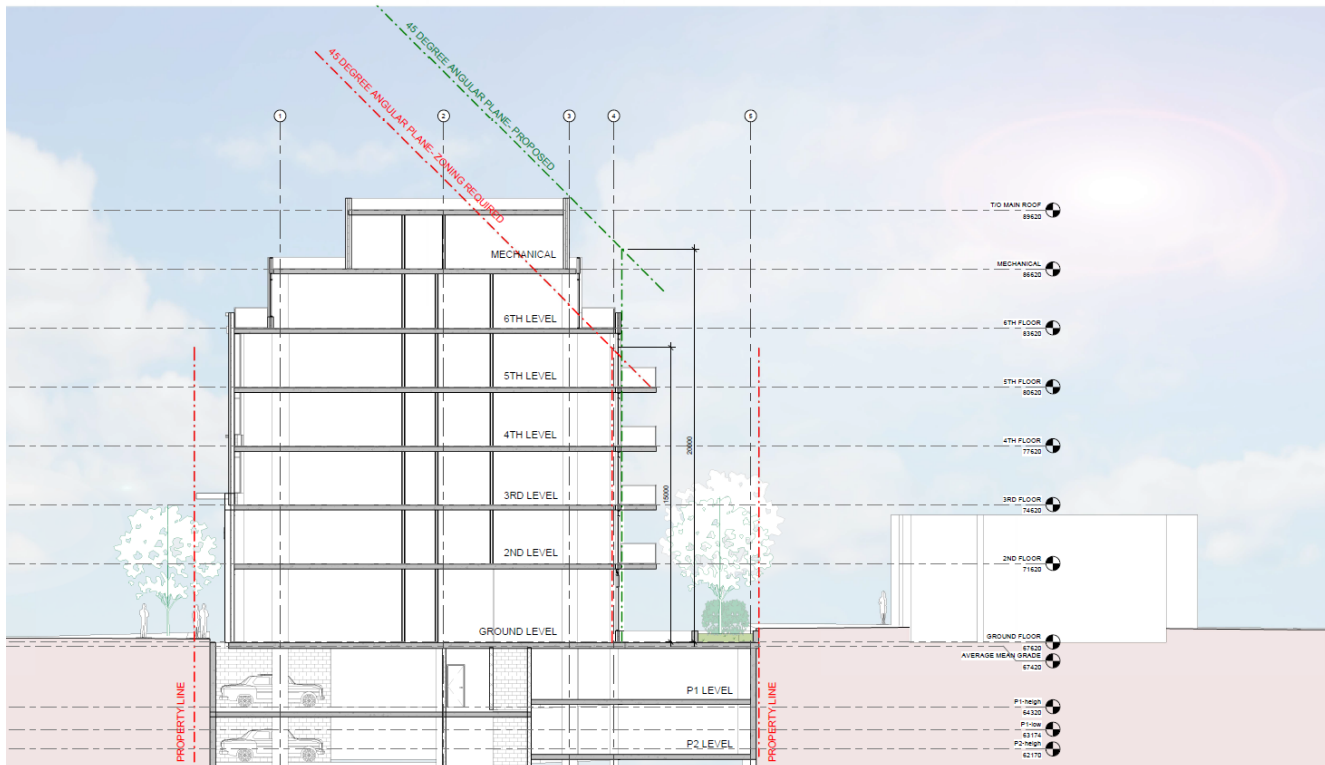 45 DEGREE ANGULAR PLANE- PROPOSED
45 DEGREE ANGULAR PLANE- ZONING REQUIRED
1
2
3
4
5
T/O MAIN ROOF
89620
MECHANICAL
MECHANICAL
86620
6TH LEVEL
6TH FLOOR
83620
5TH LEVEL
5TH FLOOR
80620
4TH LEVEL
4TH FLOOR
77620
20000
15000
3RD LEVEL
3RD FLOOR
74620
2ND LEVEL
2ND FLOOR
71620
GROUND LEVEL
GROUND FLOOR
67620
AVERAGE MEAN GRADE
67420
P1 LEVEL
P1-heigh
64320
P1-low
63174
P2 LEVEL
P2-heigh
62170
PROPERTY LINE
PROPERTY LINE